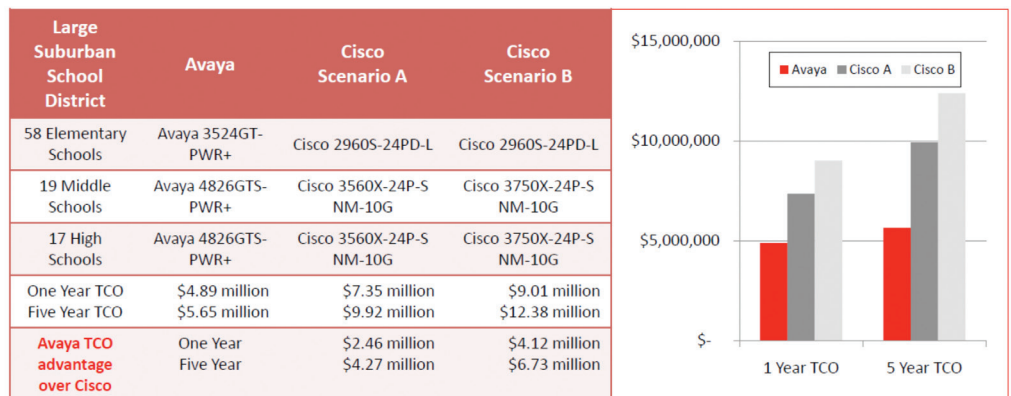 Large
Suburban
School
District
Avaya
Cisco
Scenario A
Cisco
Scenario B
58 Elementary
Schools
Avaya 3524GT-
PWR+
Cisco 2960S-24PD-L
Cisco 2960S-24PD-L
19 Middle
Schools
Avaya 4826GTS-
PWR+
Cisco 3560X-24P-S
NM-10G
Cisco 3750X-24P-S
NM-10G
17 High
Schools
Avaya 4826GTS-
PWR+
Cisco 3560X-24P-S
NM-10G
Cisco 3750X-24P-S
NM-10G
One Year TCO $4.89 million $7.35 million $9.01 million
Five Year TCO $5.65 million $9.92 million $12.38 million
Avaya TCO
advantage
over Cisco
One Year $2.46 million $4.12 million
Five Year $4.27 million $6.73 million
$15,000,000
Avaya Cisco A Cisco B
$10,000,000
$5,000,000
$-
1 Year TCO 5 Year TCO